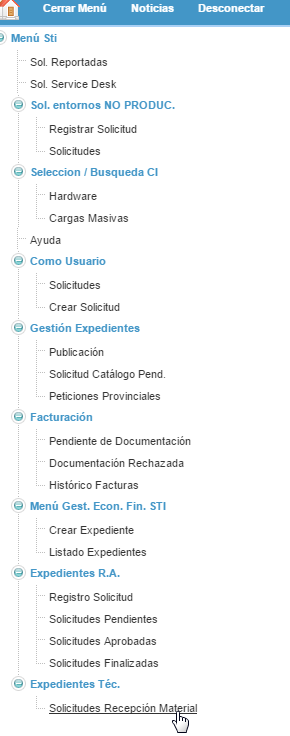 Cerrar Menú Noticias Desconectar
Menú Sti
Sol. Reportadas
Sol. Service Desk
Sol. entornos NO PRODUC.
Registrar Solicitud
Solicitudes
Seleccion / Busqueda CI
Hardware
Cargas Masivas
Ayuda
Como Usuario
Solicitudes
Crear Solicitud
Gestión Expedientes
Publicación
Solicitud Catálogo Pend.
Peticiones Provinciales
Facturación
Pendiente de Documentación
Documentación Rechazada
Histórico Facturas
Menú Gest. Econ. Fin. STI
Crear Expediente
Listado Expedientes
Expedientes R.A.
Registro Solicitud
Solicitudes Pendientes
Solicitudes Aprobadas
Solicitudes Finalizadas
Expedientes Téc.
Solicitudes Recepción Material